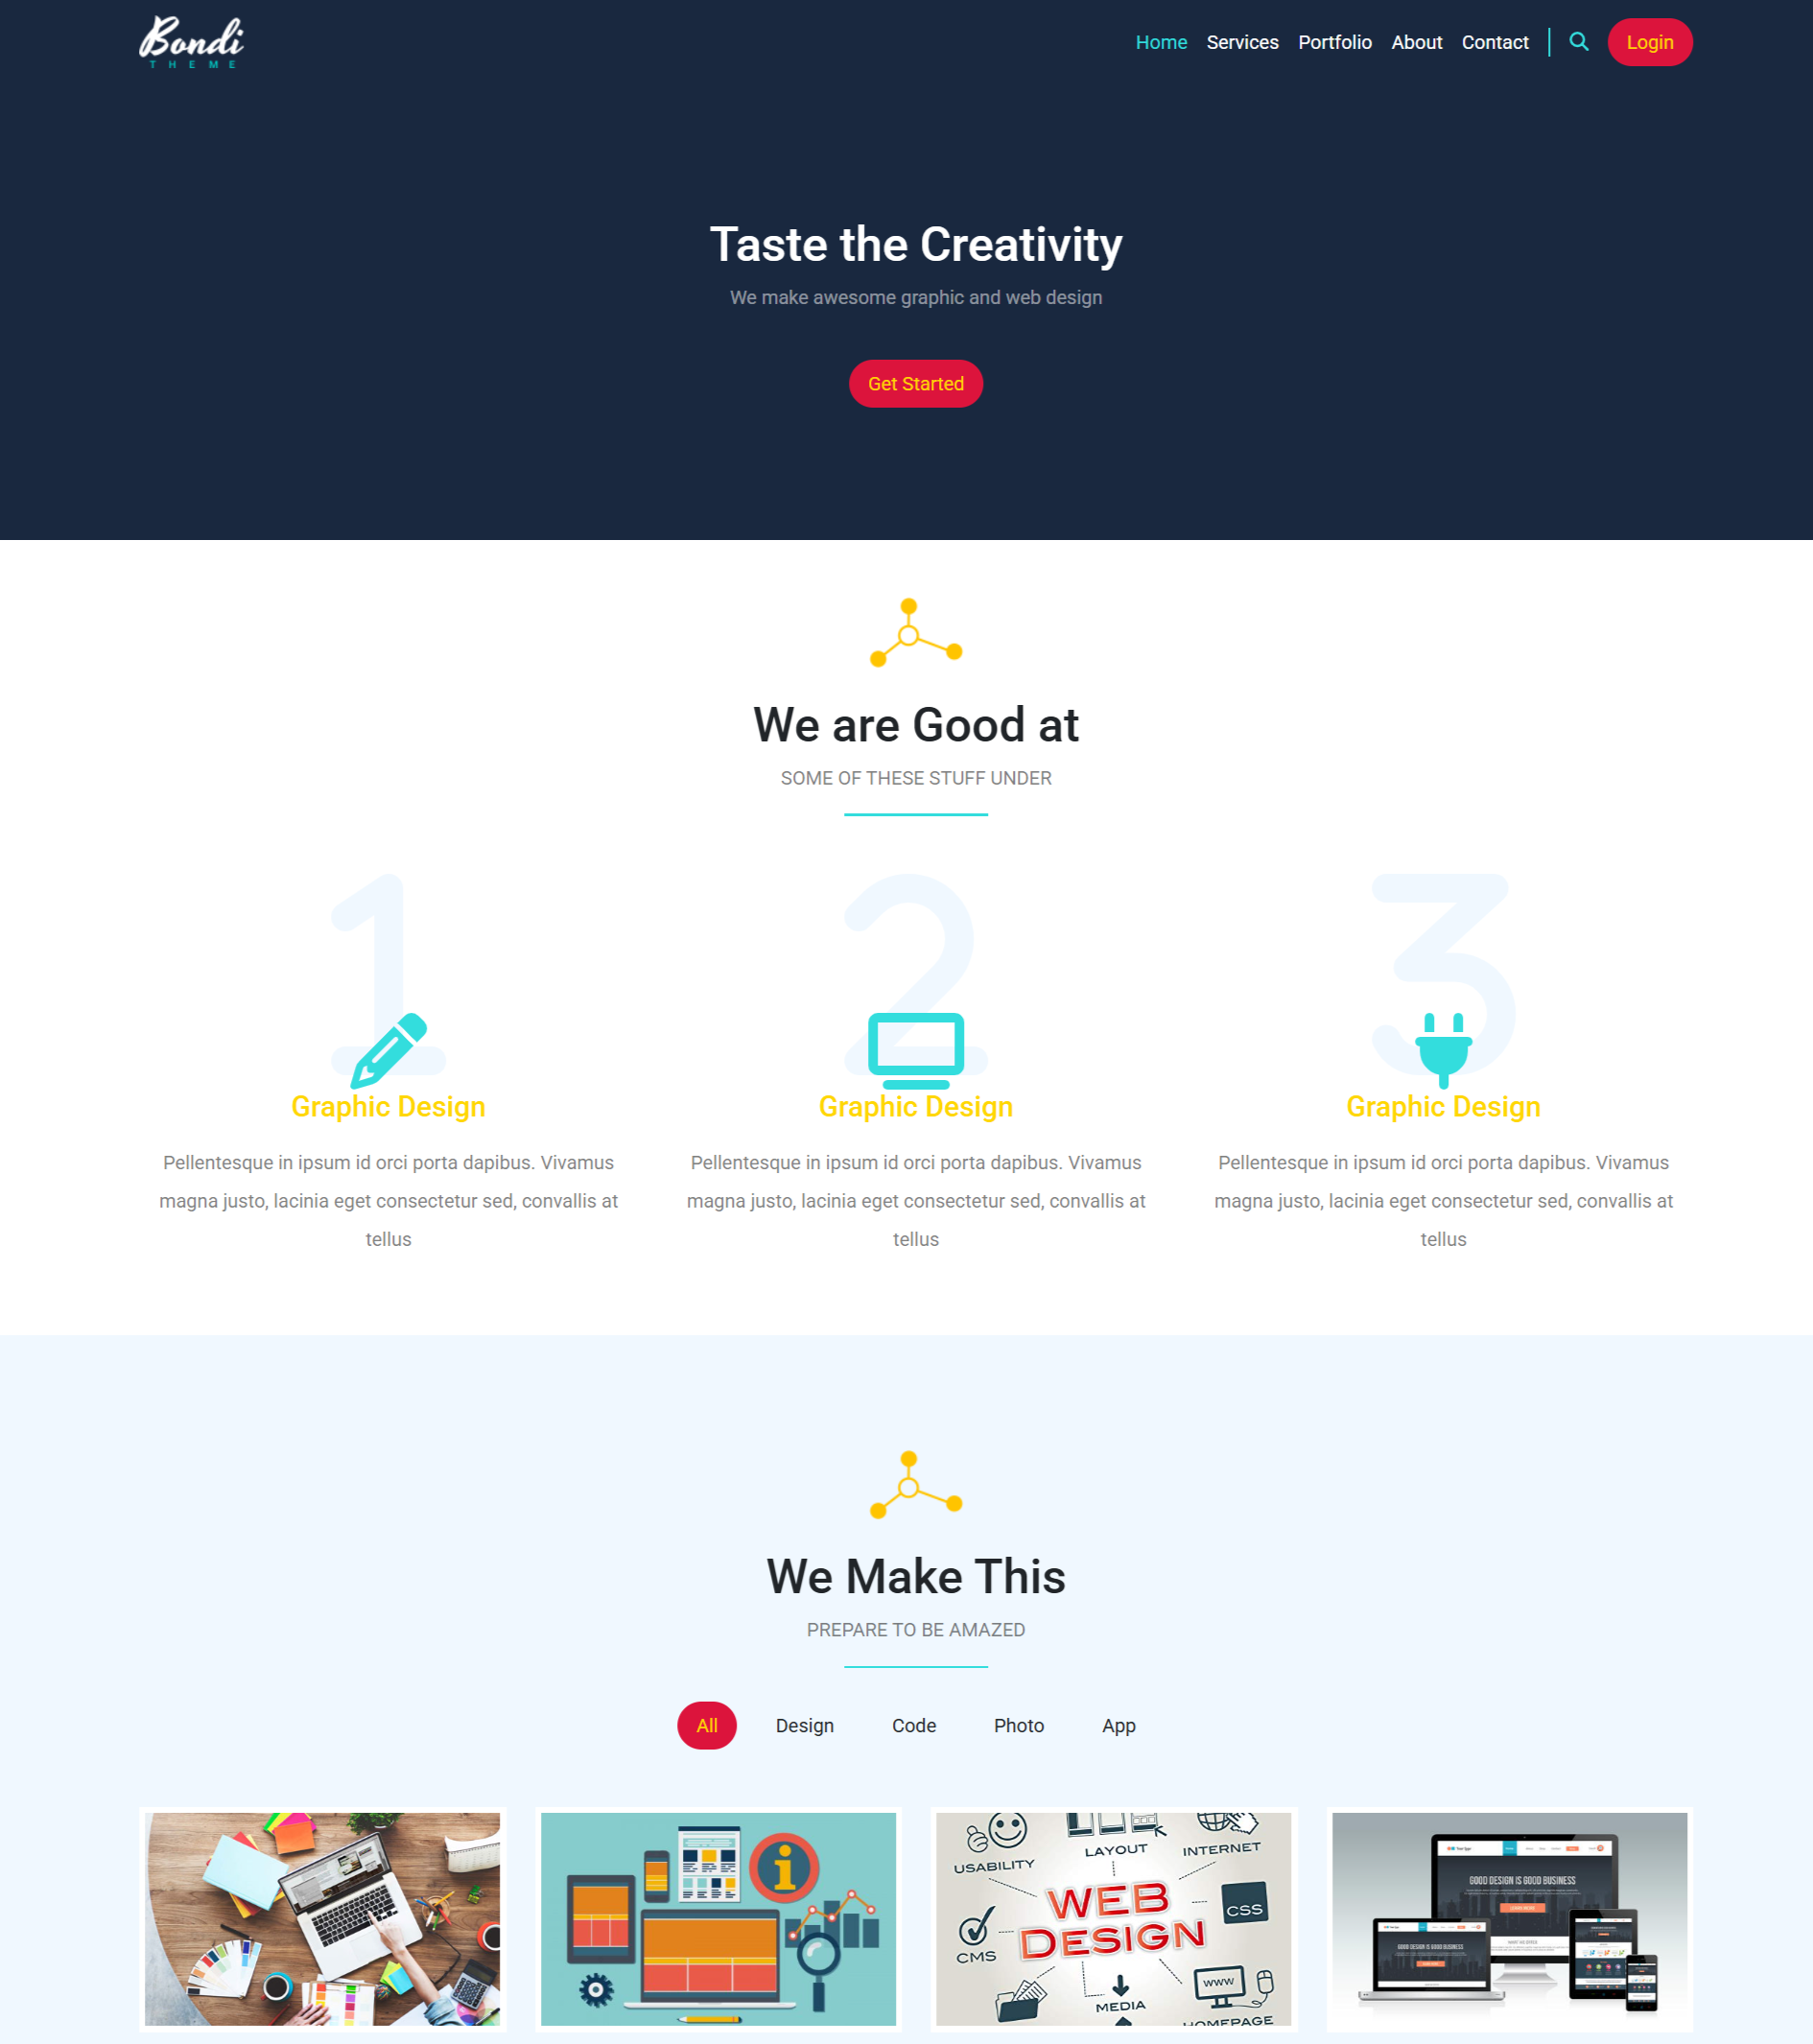 Bondi
THEME
Home Services Portfolio About Contact Login
Taste the Creativity
We make awesome graphic and web design
Get Started
We are Good at
SOME OF THESE STUFF UNDER
1 2 3
Graphic Design
Pellentesque in ipsum id orci porta dapibus. Vivamus
magna justo, lacinia eget consectetur sed, convallis at
tellus
Graphic Design
Pellentesque in ipsum id orci porta dapibus. Vivamus
magna justo, lacinia eget consectetur sed, convallis at
tellus
Graphic Design
Pellentesque in ipsum id orci porta dapibus. Vivamus
magna justo, lacinia eget consectetur sed, convallis at
tellus
We Make This
PREPARE TO BE AMAZED
All Design Code Photo App
USABILITY
LAYOUT
INTERNET
WEB
DESIGN
CSS
CMS
WWW
MEDIA
HOMEPAGE
GOOD DESIGN IS GOOD BUSINESS
GOOD DESIGN IS GOOD BUSINESS